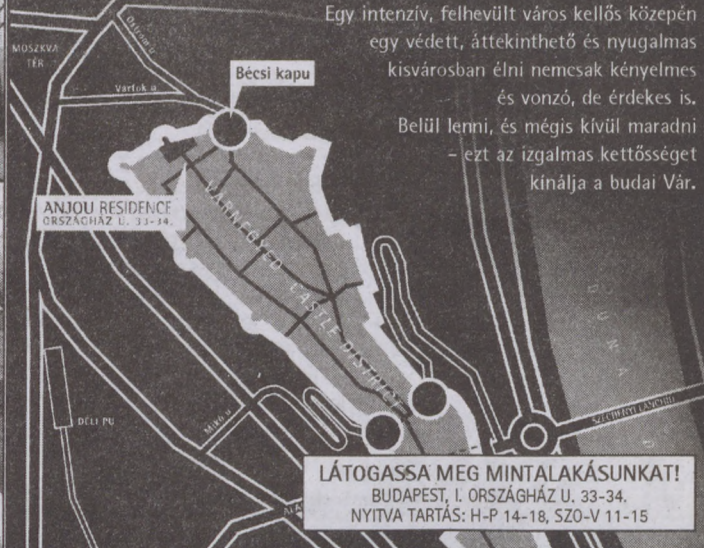 Egy intenzív, felhevült város kellős közepén
egy védett, áttekinthető és nyugalmas
kisvárosban élni nemcsak kényelmes
és vonzó, de érdekes is.
Belül lenni, és mégis kívül maradni
– ezt az izgalmas kettősséget
kínálja a budai Vár.
MOSZKVA
TÉR
Ostrom u.
Várfok u.
Bécsi kapu
ANJOU RESIDENCE
ORSZÁGHÁZ U. 33-34.
VÁRNEGYED CASTLE DISTRICT
DUNA
SZÉCHENYI LÁNCHÍD
DÉLI PU
Mikó u.
LÁTOGASSA MEG MINTALAKÁSUNKAT!
BUDAPEST, I. ORSZÁGHÁZ U. 33-34.
NYITVA TARTÁS: H-P 14-18, SZO-V 11-15